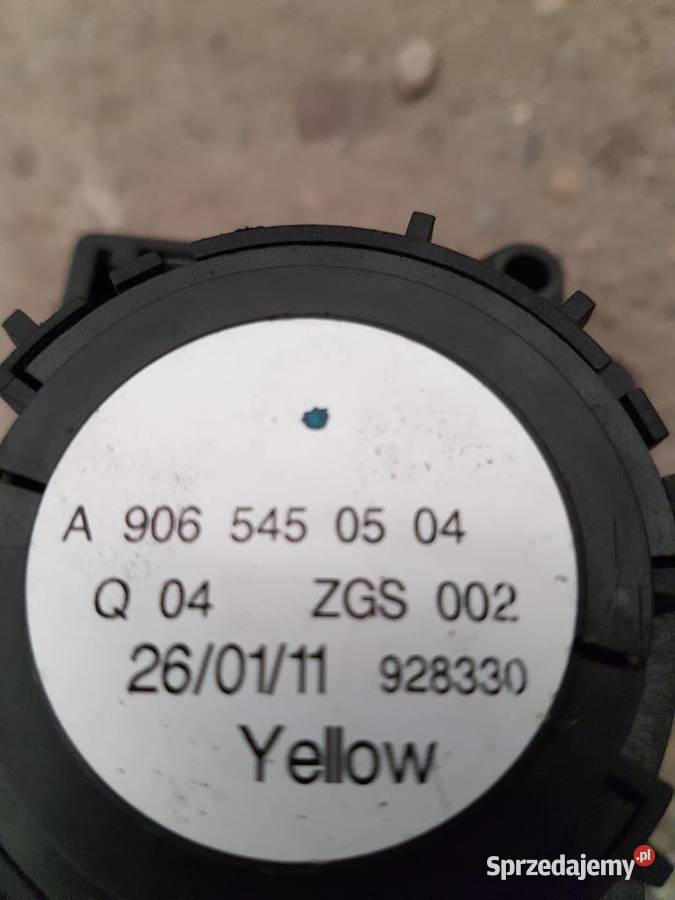 A 906 545 05 04
Q 04 ZGS 002
26/01/11 928330
Yellow
Sprzedajemy.pl